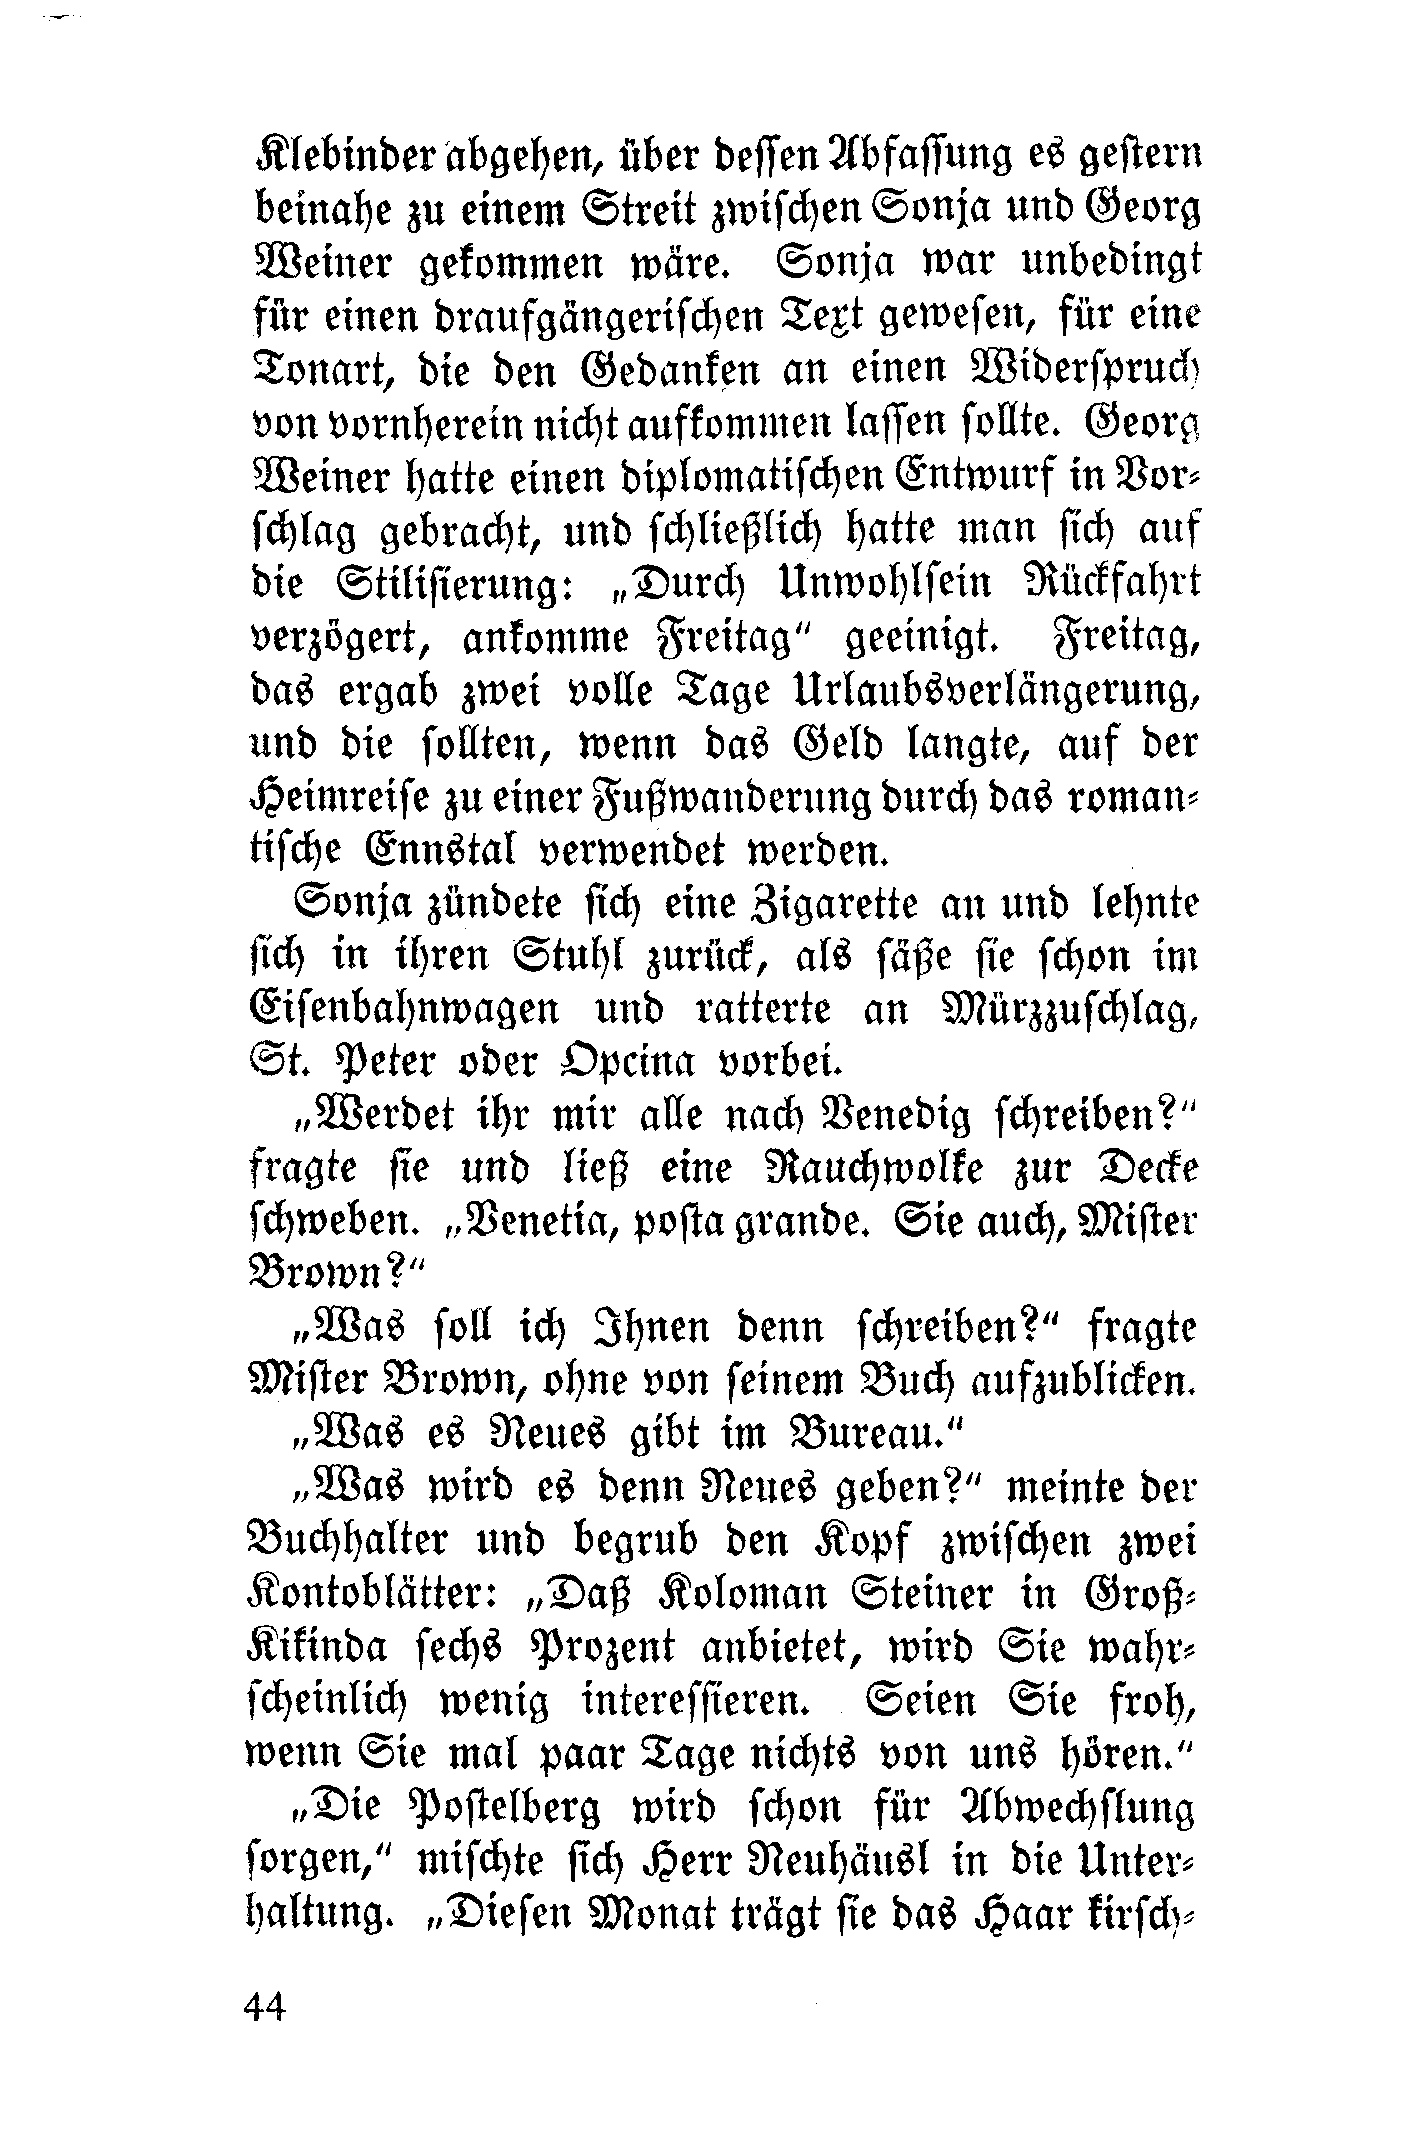 Klebinder abgehen, über dessen Abfassung es gestern
beinahe zu einem Streit zwischen Sonja und Georg
Weiner gekommen wäre. Sonja war unbedingt
für einen draufgängerischen Text gewesen, für eine
Tonart, die den Gedanken an einen Widerspruch
von vornherein nicht aufkommen lassen sollte. Georg
Weiner hatte einen diplomatischen Entwurf in Vor-
schlag gebracht, und schließlich hatte man sich auf
die Stilisierung: „Durch Unwohlsein Rückfahrt
verzögert, ankomme Freitag“ geeinigt. Freitag,
das ergab zwei volle Tage Urlaubsverlängerung,
und die sollten, wenn das Geld langte, auf der
Heimreise zu einer Fußwanderung durch das roman-
tische Ennstal verwendet werden.
Sonja zündete sich eine Zigarette an und lehnte
sich in ihren Stuhl zurück, als säße sie schon im
Eisenbahnwagen und ratterte an Mürzzuschlag,
St. Peter oder Opcina vorbei.
„Werdet ihr mir alle nach Venedig schreiben?“
fragte sie und ließ eine Rauchwolke zur Decke
schweben. „Venetia, posta grande. Sie auch, Mister
Brown?“
„Was soll ich Ihnen denn schreiben?“ fragte
Mister Brown, ohne von seinem Buch aufzublicken.
„Was es Neues gibt im Bureau.“
„Was wird es denn Neues geben?“ meinte der
Buchhalter und begrub den Kopf zwischen zwei
Kontoblätter: „Daß Koloman Steiner in Groß-
Kikinda sechs Prozent anbietet, wird Sie wahr-
scheinlich wenig interessieren. Seien Sie froh,
wenn Sie mal paar Tage nichts von uns hören.“
„Die Postelberg wird schon für Abwechslung
sorgen,“ mischte sich Herr Neuhäusl in die Unter-
haltung. „Diesen Monat trägt sie das Haar kirsch-
44